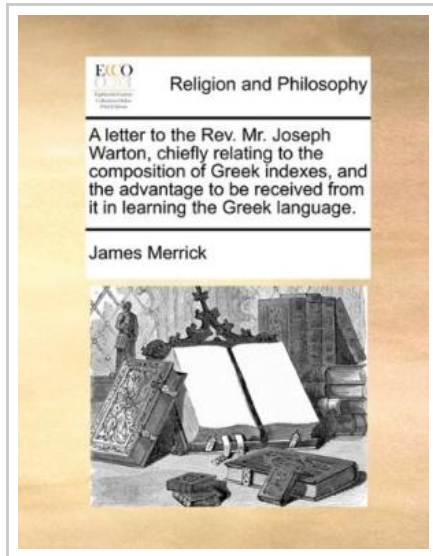 ECCO
Religion and Philosophy
A letter to the Rev. Mr. Joseph
Warton, chiefly relating to the
composition of Greek indexes, and
the advantage to be received from
it in learning the Greek language.
James Merrick